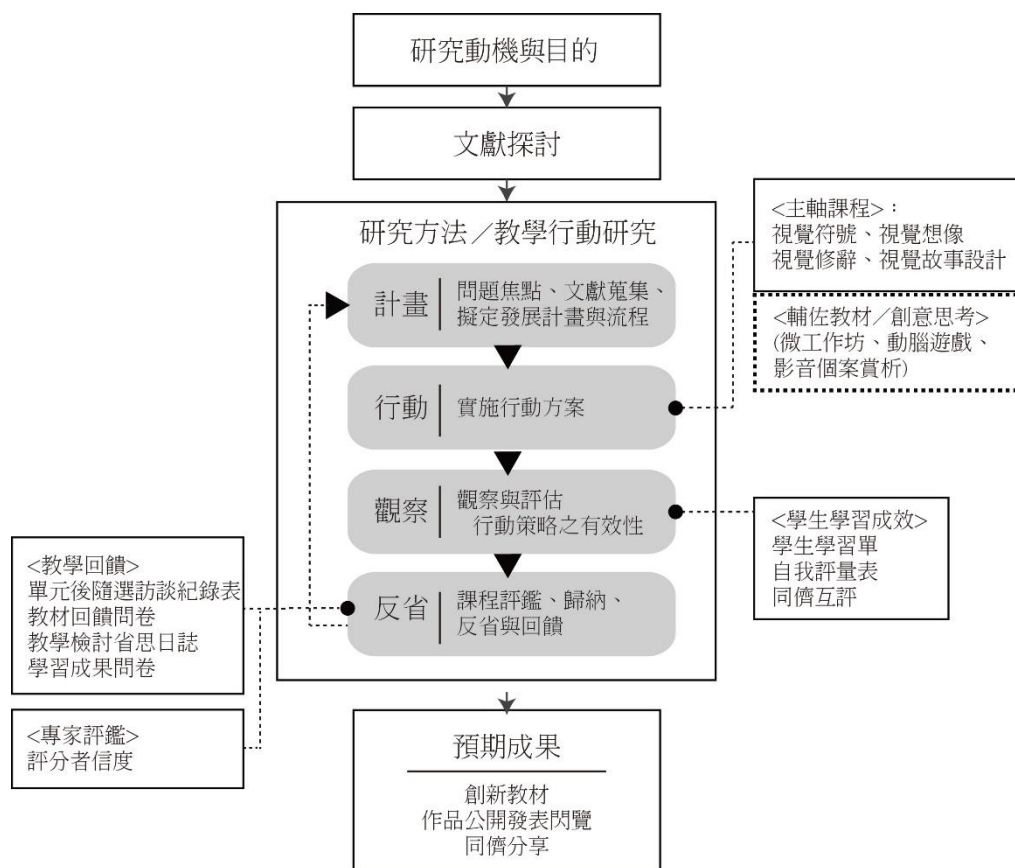 研究動機與目的
文獻探討
研究方法／教學行動研究
計畫
問題焦點、文獻蒐集、
擬定發展計畫與流程
行動
實施行動方案
觀察
觀察與評估
行動策略之有效性
反省
課程評鑑、歸納、
反省與回饋
<主軸課程>：
視覺符號、視覺想像
視覺修辭、視覺故事設計
<輔佐教材／創意思考>
(微工作坊、動腦遊戲、
影音個案賞析)
<學生學習成效>
學生學習單
自我評量表
同儕互評
<教學回饋>
單元後隨選訪談紀錄表
教材回饋問卷
教學檢討省思日誌
學習成果問卷
<專家評鑑>
評分者信度
預期成果
創新教材
作品公開發表閃覽
同儕分享